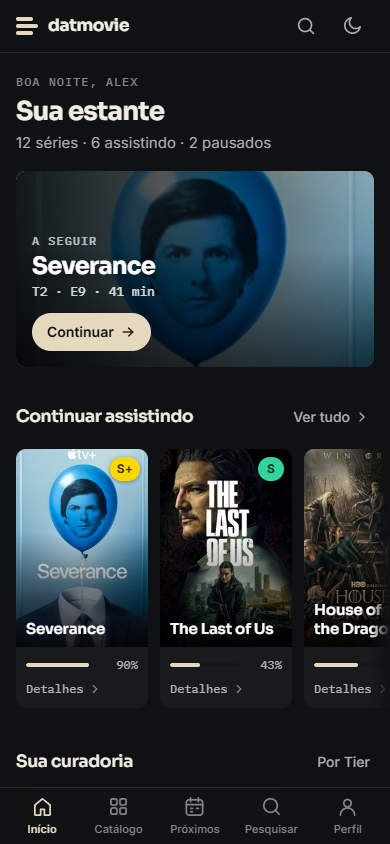 datmovie
BOA NOITE, ALEX
Sua estante
12 séries · 6 assistindo · 2 pausados
A SEGUIR
Severance
T2 · E9 · 41 min
Continuar →
Continuar assistindo
Ver tudo >
tv+
S+
Severance
Severance
90%
Detalhes >
S
THE
LAST
OF US
The Last of Us
43%
Detalhes >
WIN OR
HBO
HOUSE
House of
the Drago
Detalhes >
Sua curadoria
Por Tier
Início
Catálogo
Próximos
Pesquisar
Perfil